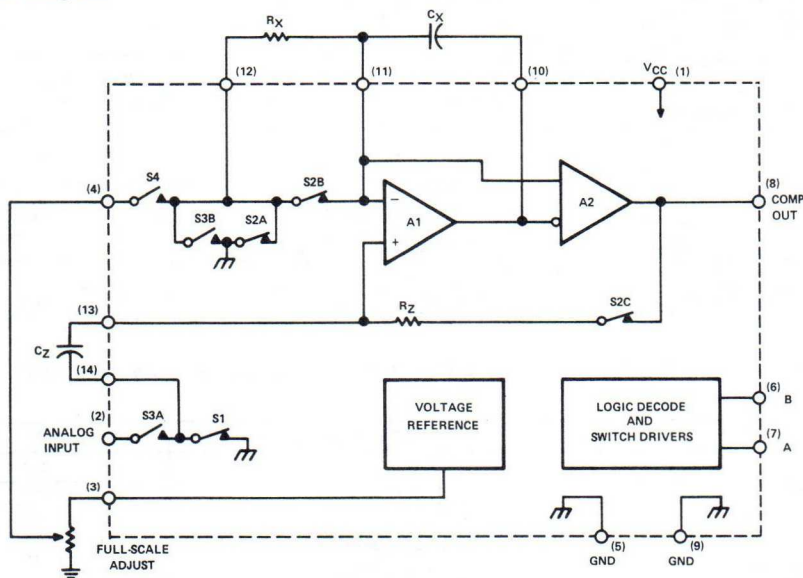 RX
CX
(12)
(11)
(10)
VCC
(1)
(4)
S4
S2B
S3B
S2A
A1
−
+
A2
(8)
COMP
OUT
(13)
RZ
S2C
CZ
(14)
(2)
ANALOG
INPUT
S3A
S1
VOLTAGE
REFERENCE
LOGIC DECODE
AND
SWITCH DRIVERS
(6)
B
(7)
A
(3)
FULL-SCALE
ADJUST
(5)
GND
(9)
GND